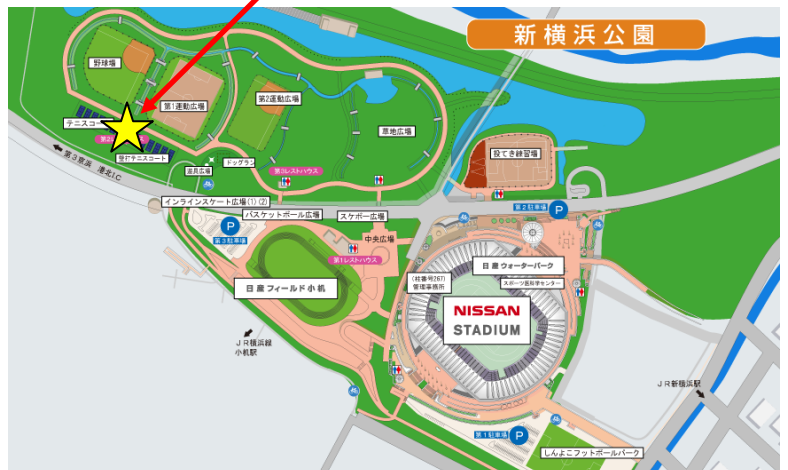 新横浜公園
野球場
第1運動広場
第2運動広場
草地広場
テニスコー
第2
壁打テニスコート
遊具広場
ドッグラン
第3レストハウス
投てき練習場
第3京浜 港北I.C
インラインスケート広場(1)(2)
バスケットボール広場
スケボー広場
P
第2駐車場
P
第3駐車場
中央広場
第1レストハウス
日産フィールド小机
(柱番号267)
管理事務所
日産ウォーターパーク
スポーツ医科学センター
NISSAN
STADIUM
JR横浜線
小机駅
JR新横浜駅
第1駐車場
P
しんよこフットボールパーク